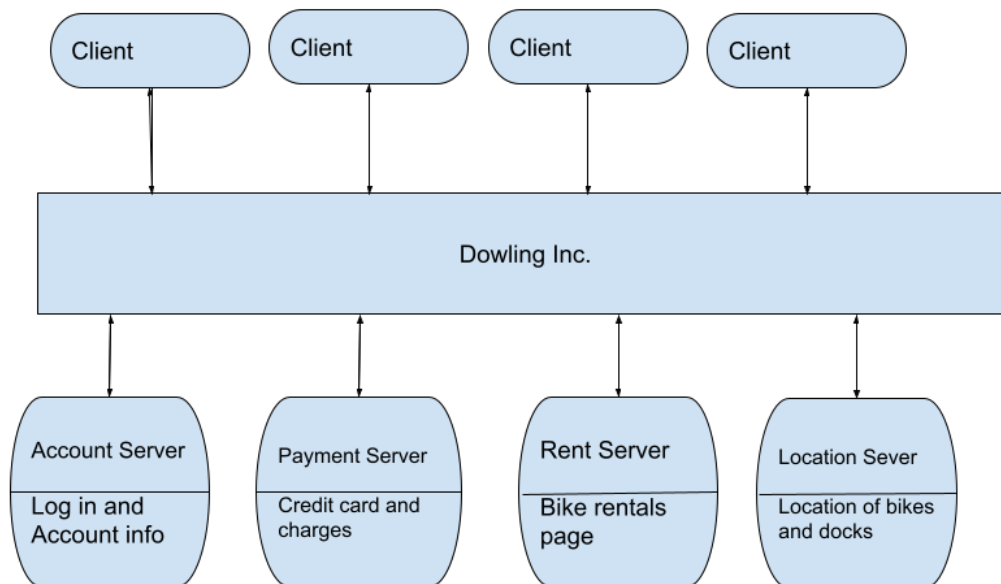 Client
Client
Client
Client
Dowling Inc.
Account Server
Log in and
Account info
Payment Server
Credit card and
charges
Rent Server
Bike rentals
page
Location Sever
Location of bikes
and docks